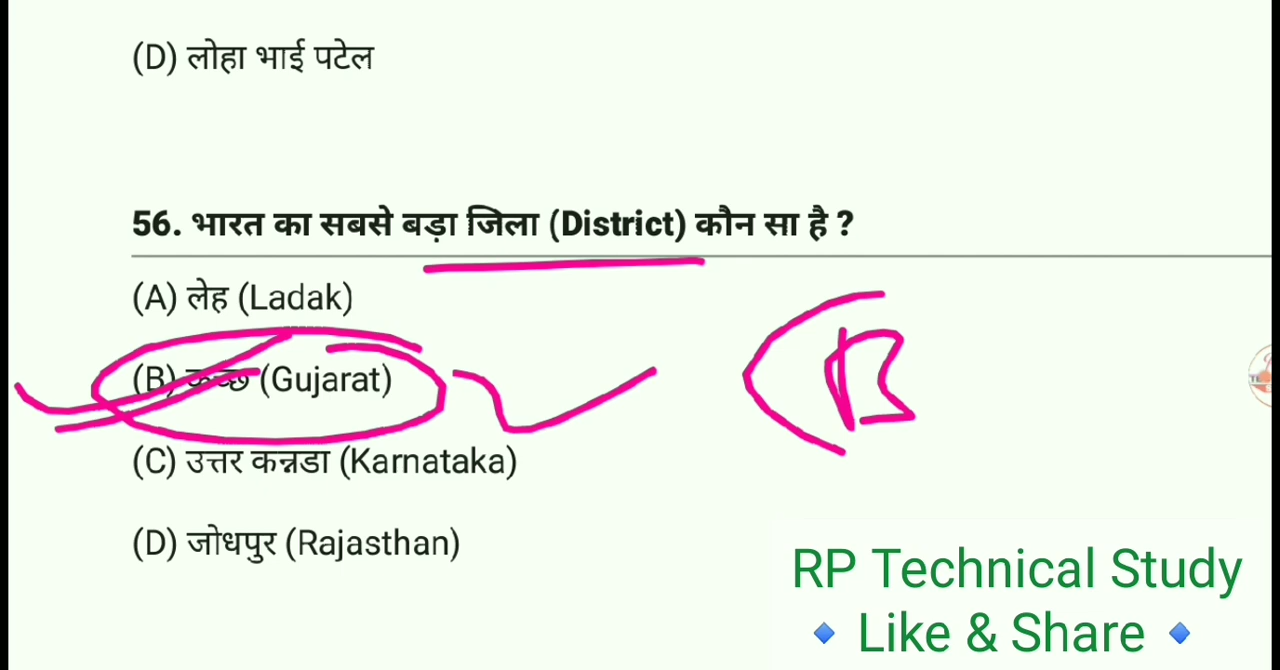 (D) लोहा भाई पटेल
56. भारत का सबसे बड़ा जिला (District) कौन सा है ?
(A) लेह (Ladak)
(B) कच्छ (Gujarat)
(B
(C) उत्तर कन्नडा (Karnataka)
(D) जोधपुर (Rajasthan)
RP Technical Study
🔹 Like & Share 🔹